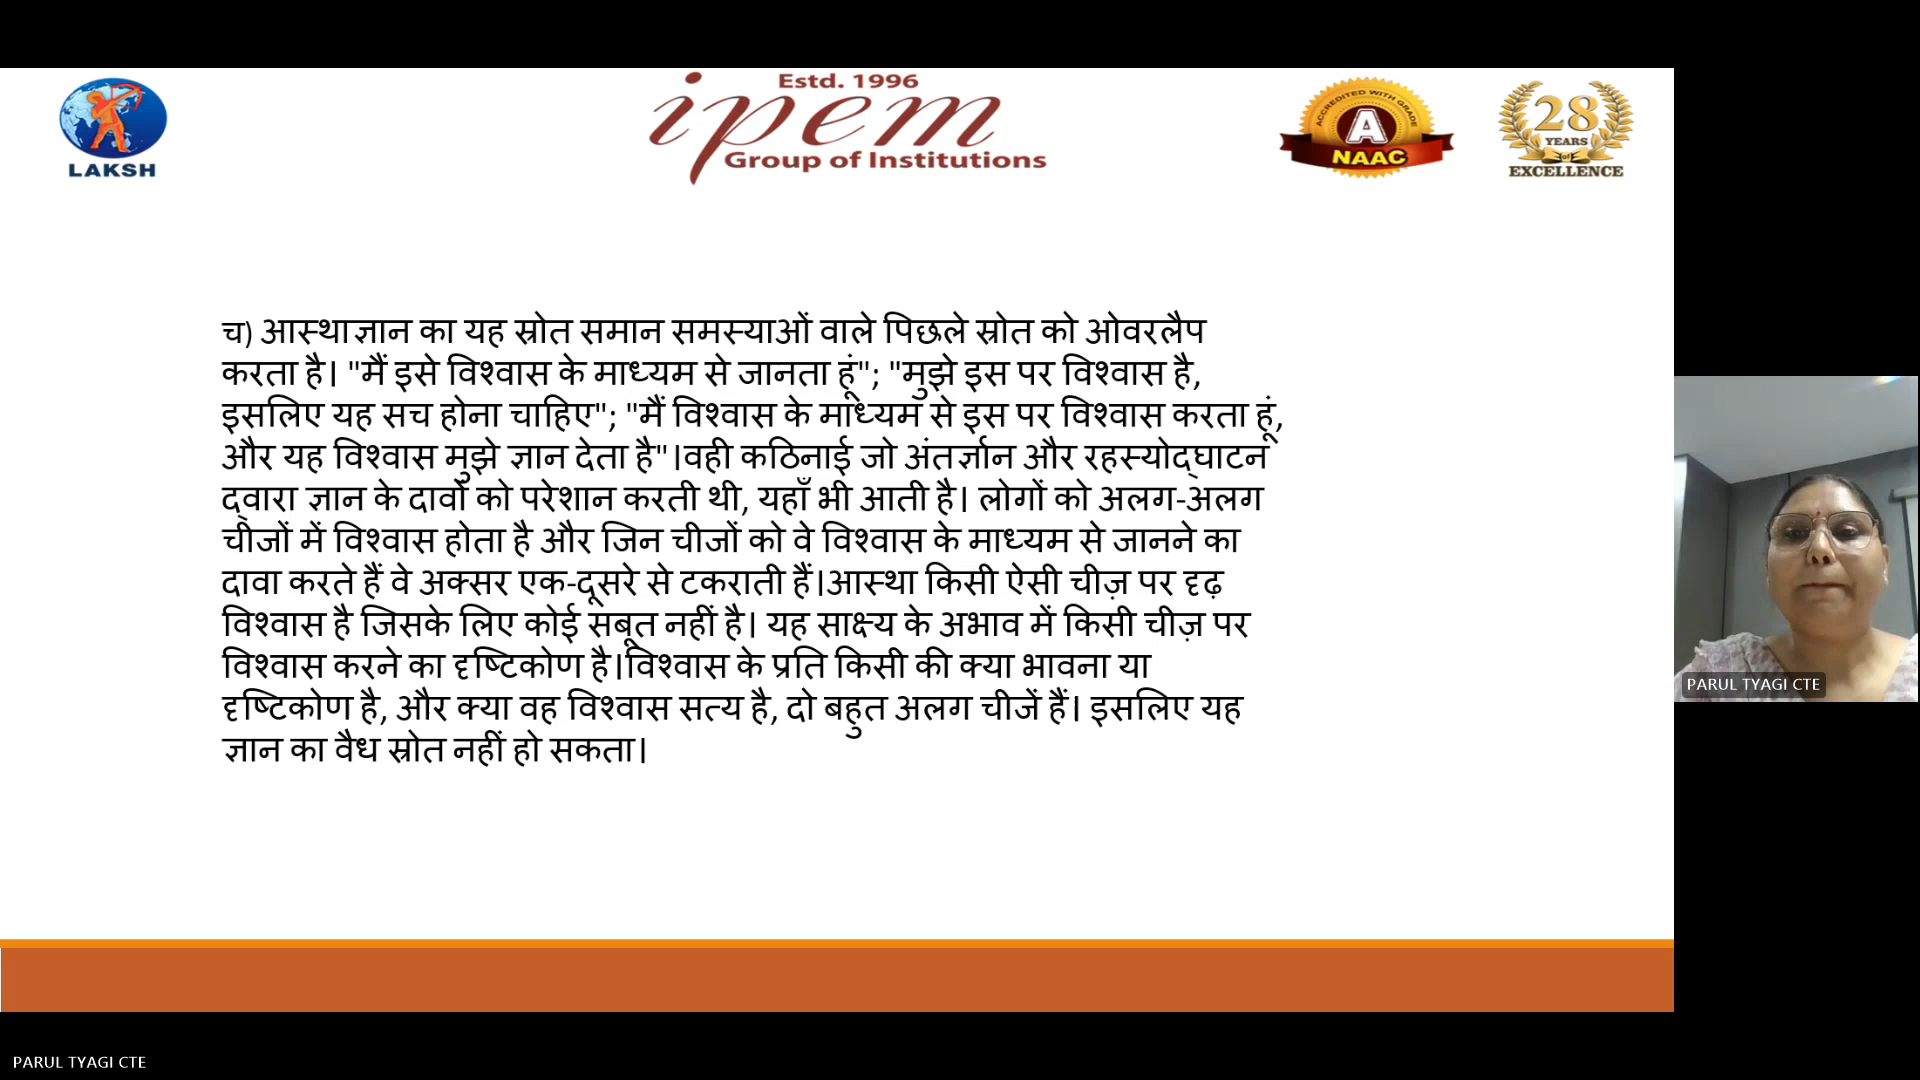 LAKSH
Estd. 1996
ipem
Group of Institutions
ACCREDITED WITH GRADE
A
NAAC
28
YEARS
of
EXCELLENCE
च) आस्थाज्ञान का यह स्रोत समान समस्याओं वाले पिछले स्रोत को ओवरलैप
करता है। "मैं इसे विश्वास के माध्यम से जानता हूं"; "मुझे इस पर विश्वास है,
इसलिए यह सच होना चाहिए"; "मैं विश्वास के माध्यम से इस पर विश्वास करता हूं,
और यह विश्वास मुझे ज्ञान देता है"।वही कठिनाई जो अंतर्ज्ञान और रहस्योद्घाटन
द्वारा ज्ञान के दावों को परेशान करती थी, यहाँ भी आती है। लोगों को अलग-अलग
चीजों में विश्वास होता है और जिन चीजों को वे विश्वास के माध्यम से जानने का
दावा करते हैं वे अक्सर एक-दूसरे से टकराती हैं।आस्था किसी ऐसी चीज़ पर दृढ़
विश्वास है जिसके लिए कोई सबूत नहीं है। यह साक्ष्य के अभाव में किसी चीज़ पर
विश्वास करने का दृष्टिकोण है।विश्वास के प्रति किसी की क्या भावना या
दृष्टिकोण है, और क्या वह विश्वास सत्य है, दो बहुत अलग चीजें हैं। इसलिए यह
ज्ञान का वैध स्रोत नहीं हो सकता।
PARUL TYAGI CTE
PARUL TYAGI CTE